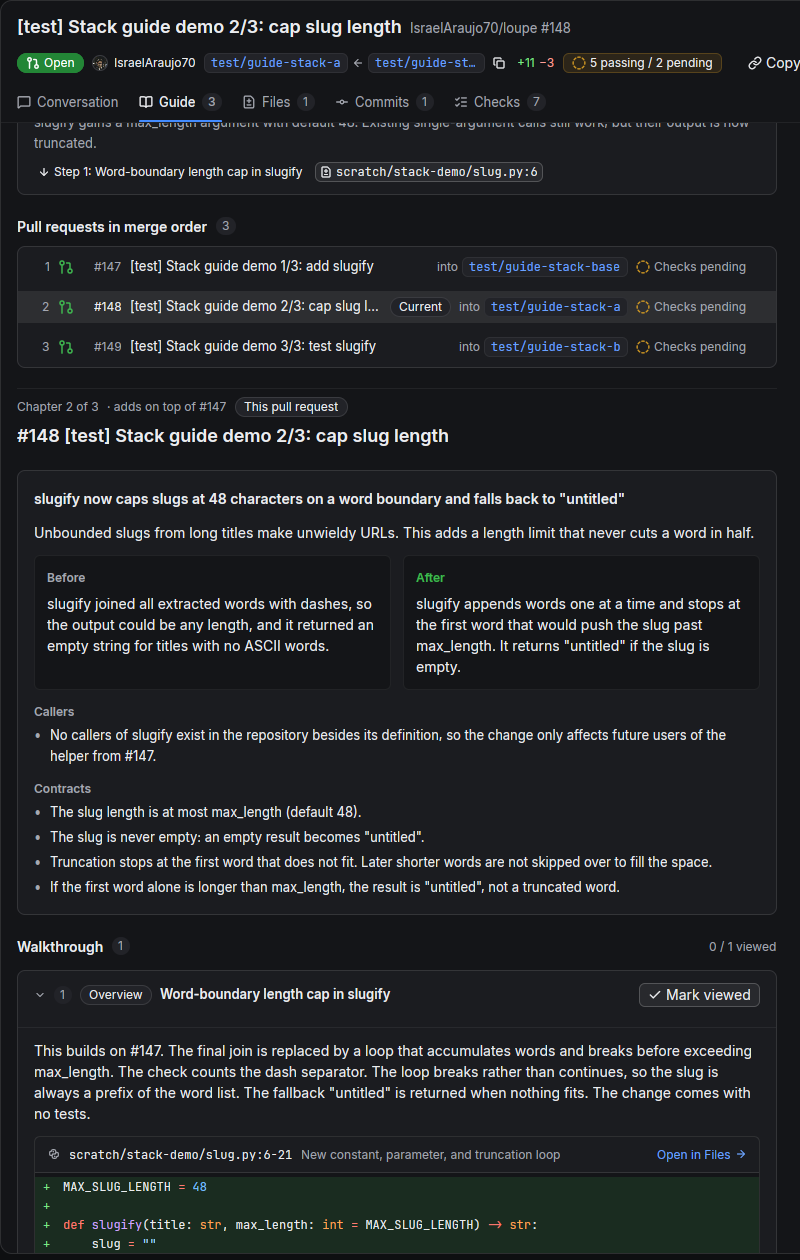 [test] Stack guide demo 2/3: cap slug length IsraelAraujo70/loupe #148
Open IsraelAraujo70 test/guide-stack-a ← test/guide-st… +11 −3 5 passing / 2 pending Copy
Conversation Guide 3 Files 1 Commits 1 Checks 7
slugify gains a max_length argument with default 48. Existing single-argument calls still work, but their output is now
truncated.
↓ Step 1: Word-boundary length cap in slugify scratch/stack-demo/slug.py:6
Pull requests in merge order 3
1 #147 [test] Stack guide demo 1/3: add slugify into test/guide-stack-base Checks pending
2 #148 [test] Stack guide demo 2/3: cap slug l… Current into test/guide-stack-a Checks pending
3 #149 [test] Stack guide demo 3/3: test slugify into test/guide-stack-b Checks pending
Chapter 2 of 3 · adds on top of #147 This pull request
#148 [test] Stack guide demo 2/3: cap slug length
slugify now caps slugs at 48 characters on a word boundary and falls back to "untitled"
Unbounded slugs from long titles make unwieldy URLs. This adds a length limit that never cuts a word in half.
Before
slugify joined all extracted words with dashes, so
the output could be any length, and it returned an
empty string for titles with no ASCII words.
After
slugify appends words one at a time and stops at
the first word that would push the slug past
max_length. It returns "untitled" if the slug is
empty.
Callers
• No callers of slugify exist in the repository besides its definition, so the change only affects future users of the
helper from #147.
Contracts
• The slug length is at most max_length (default 48).
• The slug is never empty: an empty result becomes "untitled".
• Truncation stops at the first word that does not fit. Later shorter words are not skipped over to fill the space.
• If the first word alone is longer than max_length, the result is "untitled", not a truncated word.
Walkthrough 1 0 / 1 viewed
1 Overview Word-boundary length cap in slugify Mark viewed
This builds on #147. The final join is replaced by a loop that accumulates words and breaks before exceeding
max_length. The check counts the dash separator. The loop breaks rather than continues, so the slug is
always a prefix of the word list. The fallback "untitled" is returned when nothing fits. The change comes with
no tests.
scratch/stack-demo/slug.py:6-21 New constant, parameter, and truncation loop Open in Files →
+ MAX_SLUG_LENGTH = 48
+
+ def slugify(title: str, max_length: int = MAX_SLUG_LENGTH) -> str:
+ slug = ""